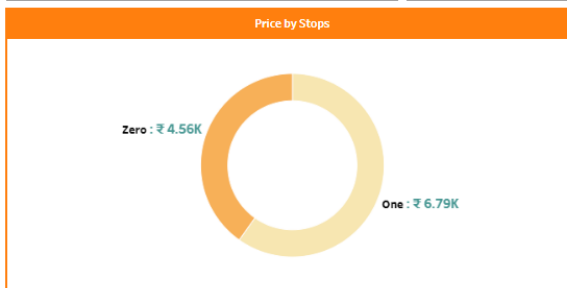 Price by Stops
Zero : ₹ 4.56K
One : ₹ 6.79K